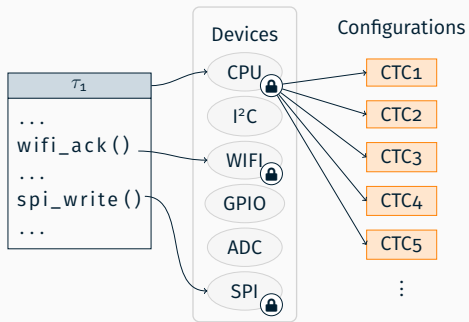 τ₁
...
wifi_ack()
...
spi_write()
...
Devices
CPU
I²C
WIFI
GPIO
ADC
SPI
Configurations
CTC1
CTC2
CTC3
CTC4
CTC5
⋮